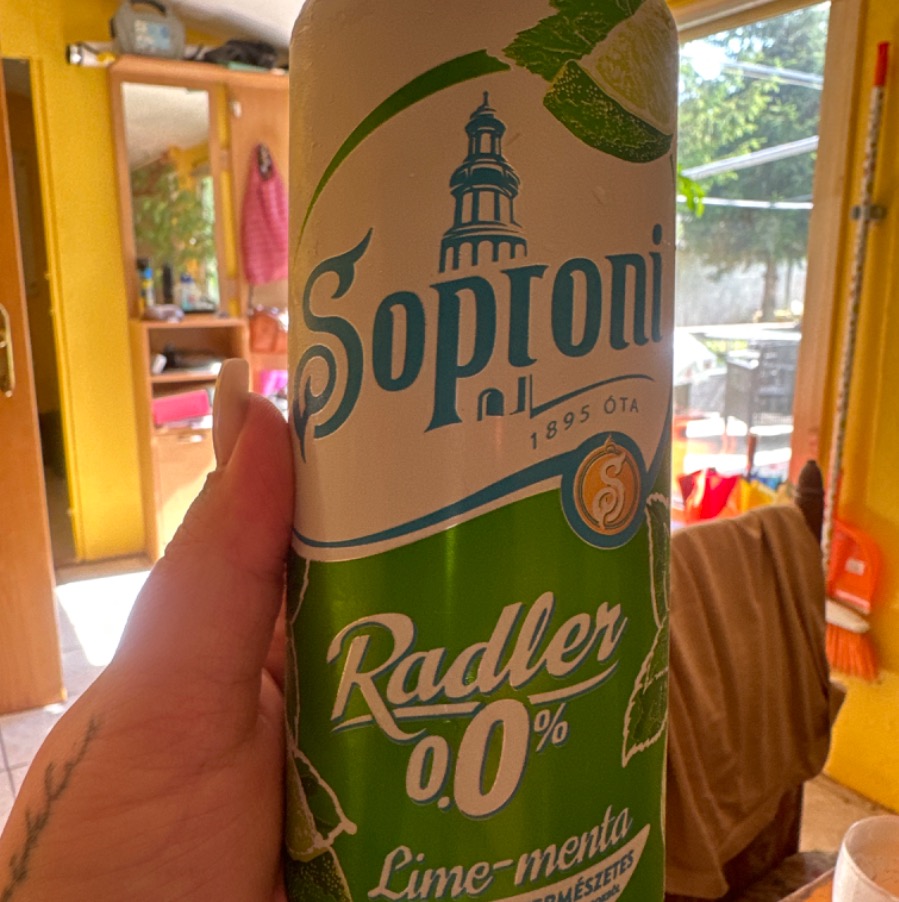 Soproni
1895 ÓTA
S
Radler
0.0%
Lime-menta